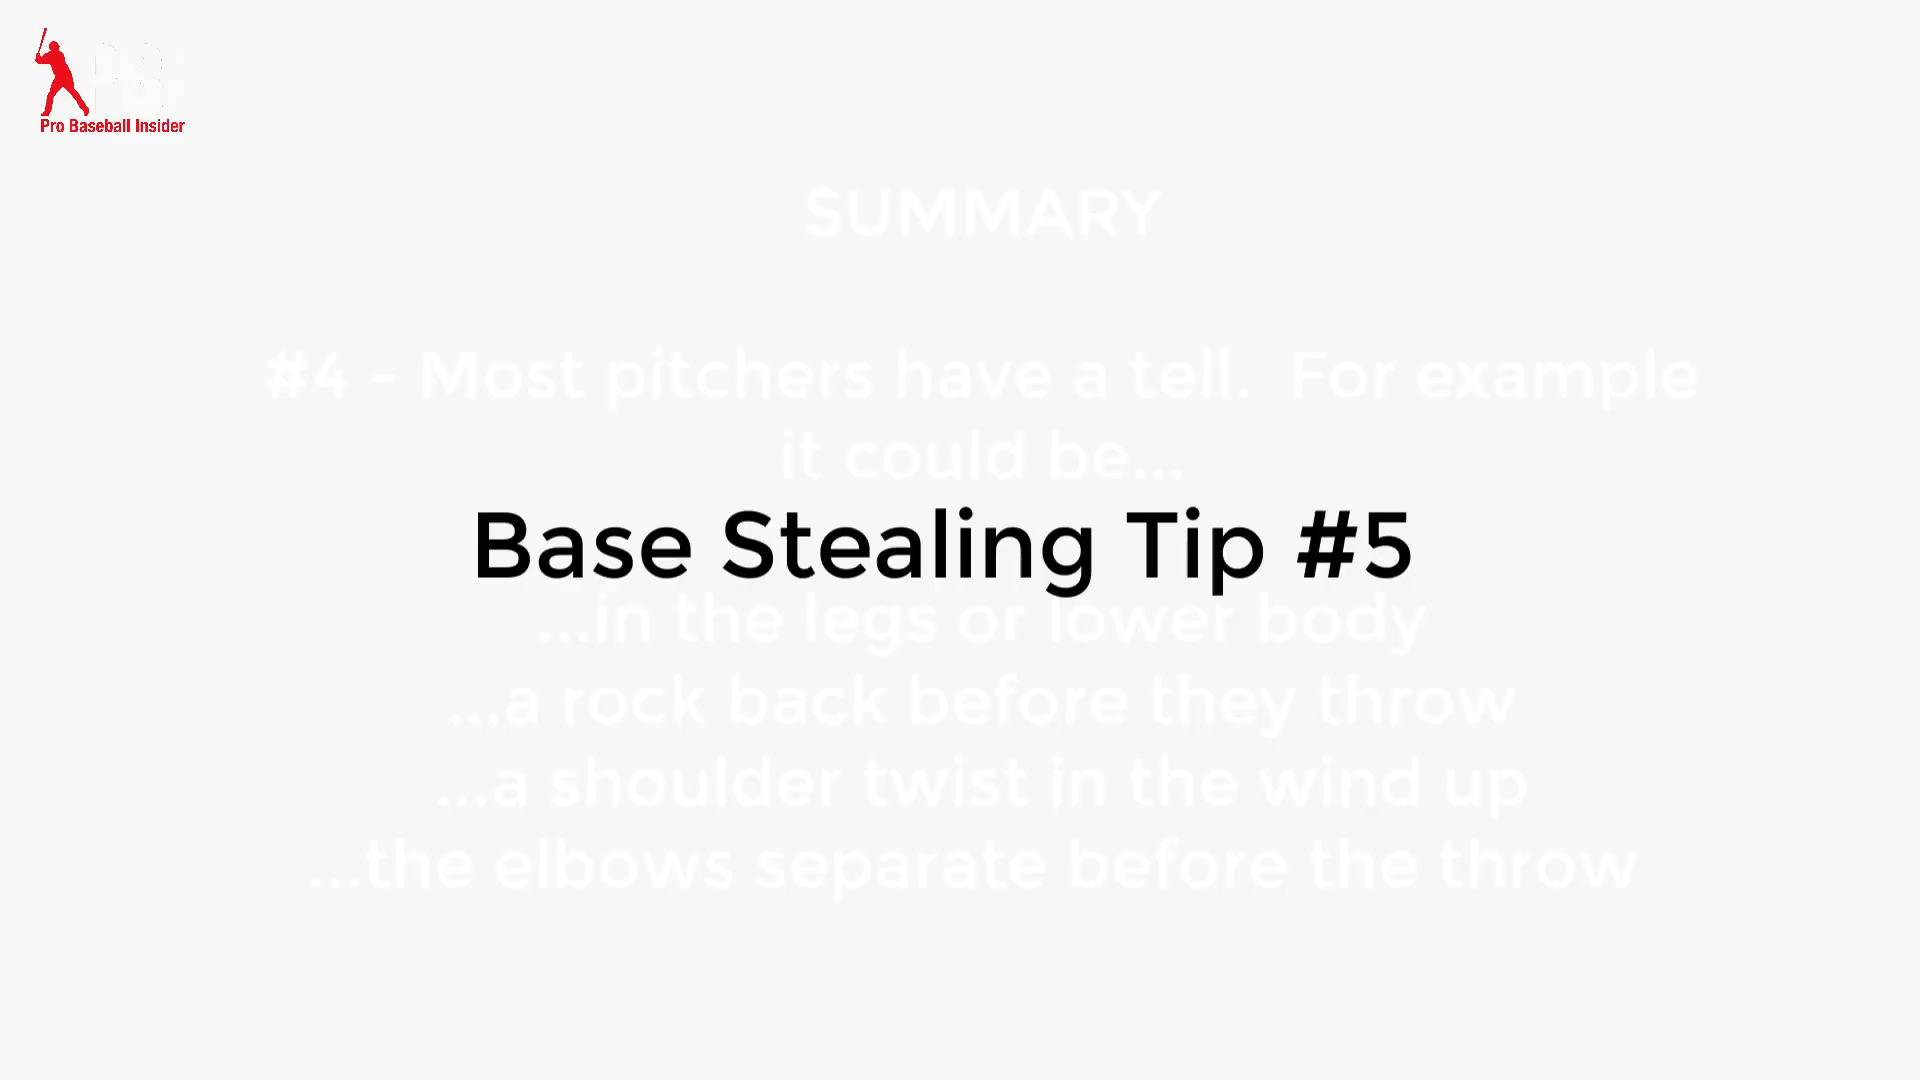 Pro Baseball Insider
SUMMARY
#4 - Most pitchers have a tell. For example
it could be...
Base Stealing Tip #5
...in the legs or lower body
...a rock back before they throw
...a shoulder twist in the wind up
...the elbows separate before the throw